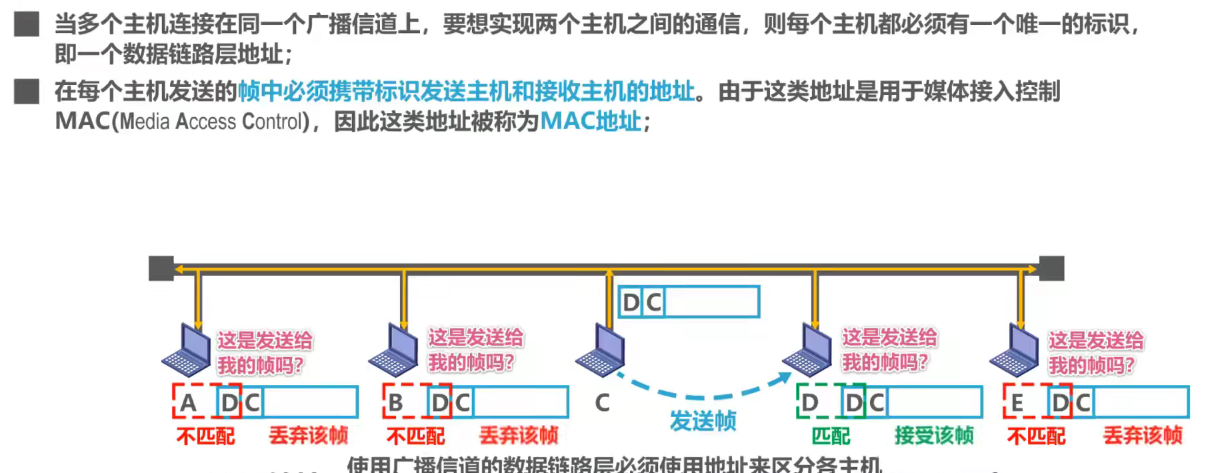 当多个主机连接在同一个广播信道上，要想实现两个主机之间的通信，则每个主机都必须有一个唯一的标识，
即一个数据链路层地址；
在每个主机发送的帧中必须携带标识发送主机和接收主机的地址。由于这类地址是用于媒体接入控制
MAC(Media Access Control)，因此这类地址被称为MAC地址；
D C
这是发送给
我的帧吗？
这是发送给
我的帧吗？
这是发送给
我的帧吗？
这是发送给
我的帧吗？
A D C
B D C
C
D D C
E D C
发送帧
不匹配 丢弃该帧
不匹配 丢弃该帧
匹配 接受该帧
不匹配 丢弃该帧
使用广播信道的数据链路层必须使用地址来区分各主机